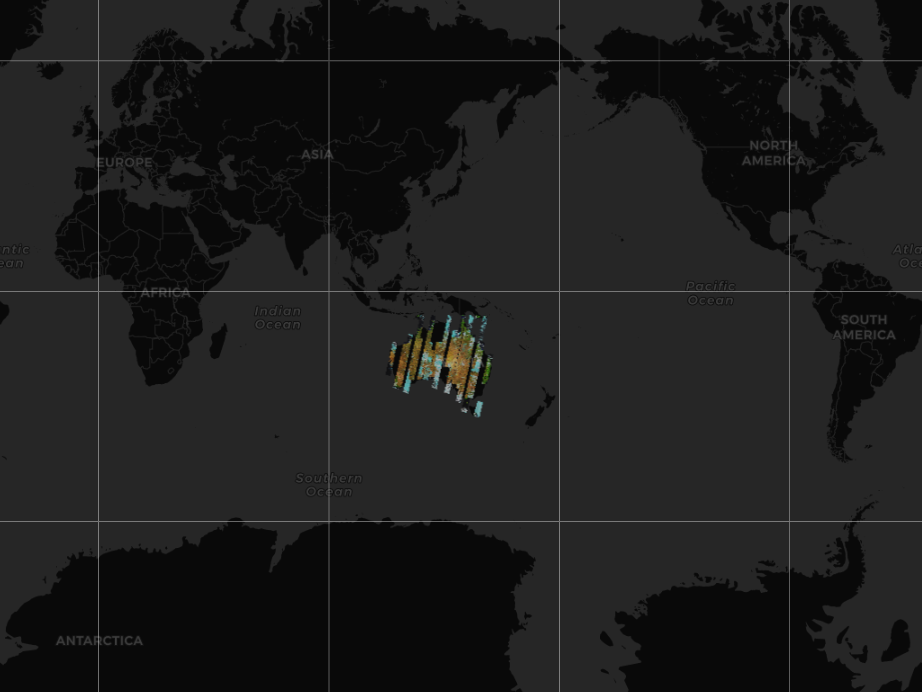 NORTH
AMERICA
ASIA
EUROPE
ntic
ean
Atla
Oce
AFRICA
Pacific
Ocean
Indian
Ocean
SOUTH
AMERICA
Southern
Ocean
ANTARCTICA